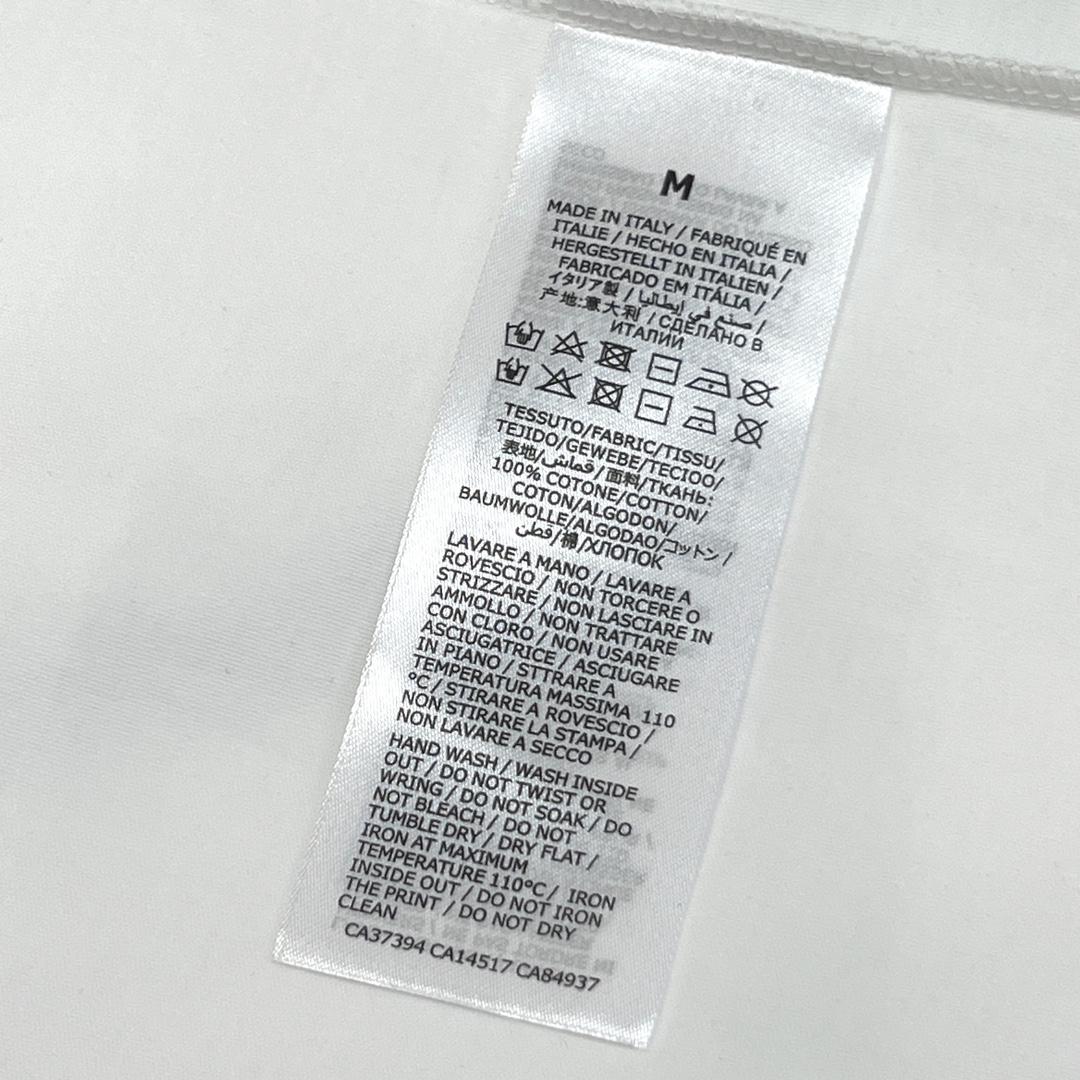 M
MADE IN ITALY / FABRIQUÉ EN
ITALIE / HECHO EN ITALIA /
HERGESTELLT IN ITALIEN /
FABRICADO EM ITÁLIA /
イタリア製 / صنع في إيطاليا /
产地:意大利 / СДЕЛАНО В
ИТАЛИИ
TESSUTO/FABRIC/TISSU/
TEJIDO/GEWEBE/TECIOO/
表地/قماش/面料/ТКАНЬ:
100% COTONE/COTTON/
COTON/ALGODON/
BAUMWOLLE/ALGODAO/コットン/
قطن/棉/ХЛОПОК
LAVARE A MANO / LAVARE A
ROVESCIO / NON TORCERE O
STRIZZARE / NON LASCIARE IN
AMMOLLO / NON TRATTARE
CON CLORO / NON USARE
ASCIUGATRICE / ASCIUGARE
IN PIANO / STTRARE A
TEMPERATURA MASSIMA 110
°C / STIRARE A ROVESCIO /
NON STIRARE LA STAMPA /
NON LAVARE A SECCO
HAND WASH / WASH INSIDE
OUT / DO NOT TWIST OR
WRING / DO NOT SOAK / DO
NOT BLEACH / DO NOT
TUMBLE DRY / DRY FLAT /
IRON AT MAXIMUM
TEMPERATURE 110°C / IRON
INSIDE OUT / DO NOT IRON
THE PRINT / DO NOT DRY
CLEAN
CA37394 CA14517 CA84937